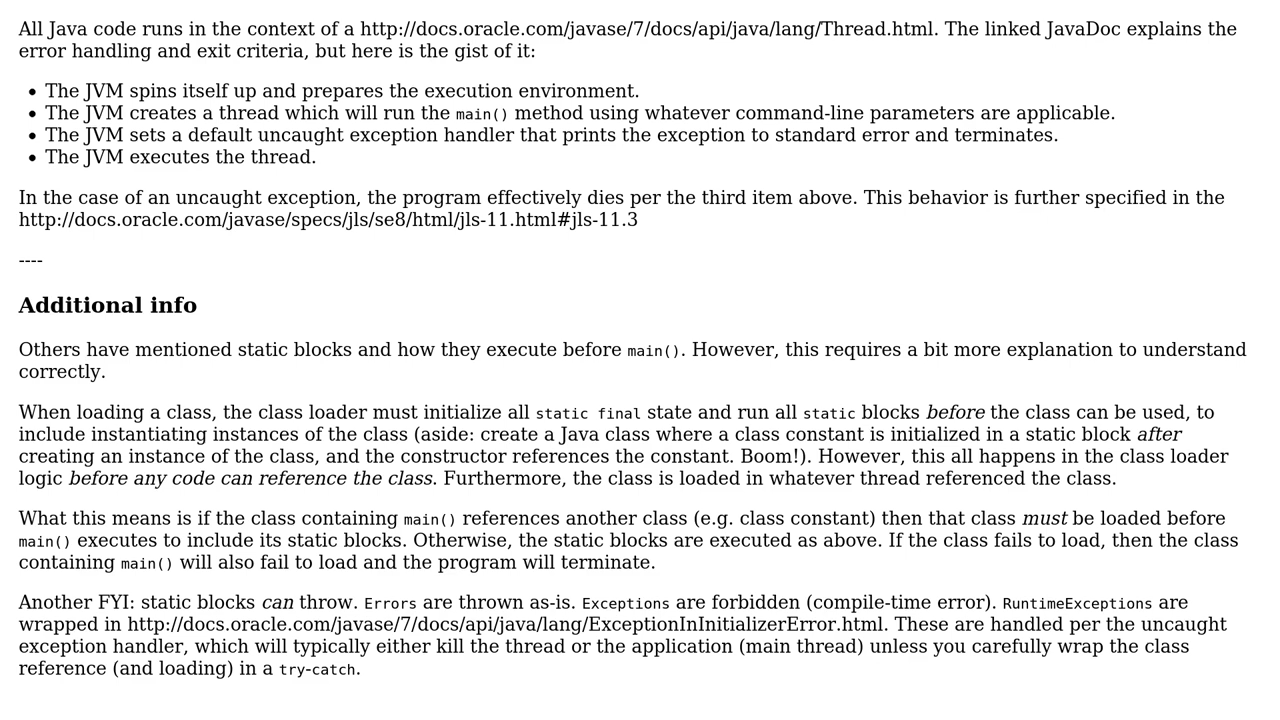 All Java code runs in the context of a http://docs.oracle.com/javase/7/docs/api/java/lang/Thread.html. The linked JavaDoc explains the
error handling and exit criteria, but here is the gist of it:
• The JVM spins itself up and prepares the execution environment.
• The JVM creates a thread which will run the main() method using whatever command-line parameters are applicable.
• The JVM sets a default uncaught exception handler that prints the exception to standard error and terminates.
• The JVM executes the thread.
In the case of an uncaught exception, the program effectively dies per the third item above. This behavior is further specified in the
http://docs.oracle.com/javase/specs/jls/se8/html/jls-11.html#jls-11.3
----
Additional info
Others have mentioned static blocks and how they execute before main(). However, this requires a bit more explanation to understand
correctly.
When loading a class, the class loader must initialize all static final state and run all static blocks before the class can be used, to
include instantiating instances of the class (aside: create a Java class where a class constant is initialized in a static block after
creating an instance of the class, and the constructor references the constant. Boom!). However, this all happens in the class loader
logic before any code can reference the class. Furthermore, the class is loaded in whatever thread referenced the class.
What this means is if the class containing main() references another class (e.g. class constant) then that class must be loaded before
main() executes to include its static blocks. Otherwise, the static blocks are executed as above. If the class fails to load, then the class
containing main() will also fail to load and the program will terminate.
Another FYI: static blocks can throw. Errors are thrown as-is. Exceptions are forbidden (compile-time error). RuntimeExceptions are
wrapped in http://docs.oracle.com/javase/7/docs/api/java/lang/ExceptionInInitializerError.html. These are handled per the uncaught
exception handler, which will typically either kill the thread or the application (main thread) unless you carefully wrap the class
reference (and loading) in a try-catch.